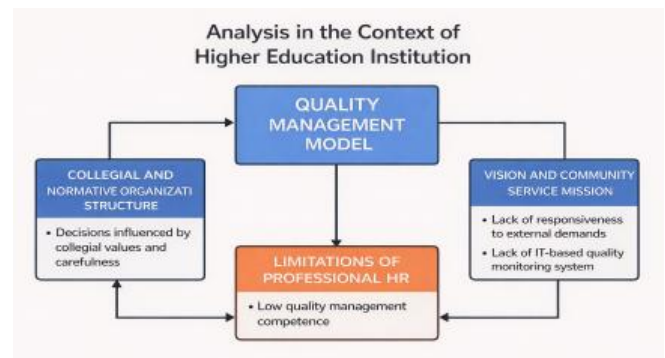 Analysis in the Context of
Higher Education Institution
QUALITY
MANAGEMENT
MODEL
COLLEGIAL AND
NORMATIVE ORGANIZATI
STRUCTURE
• Decisions influenced by
collegial values and
carefulness
VISION AND COMMUNITY
SERVICE MISSION
• Lack of responsiveness
to external demands
• Lack of IT-based quality
monitoring system
LIMITATIONS OF
PROFESSIONAL HR
• Low quality management
competence